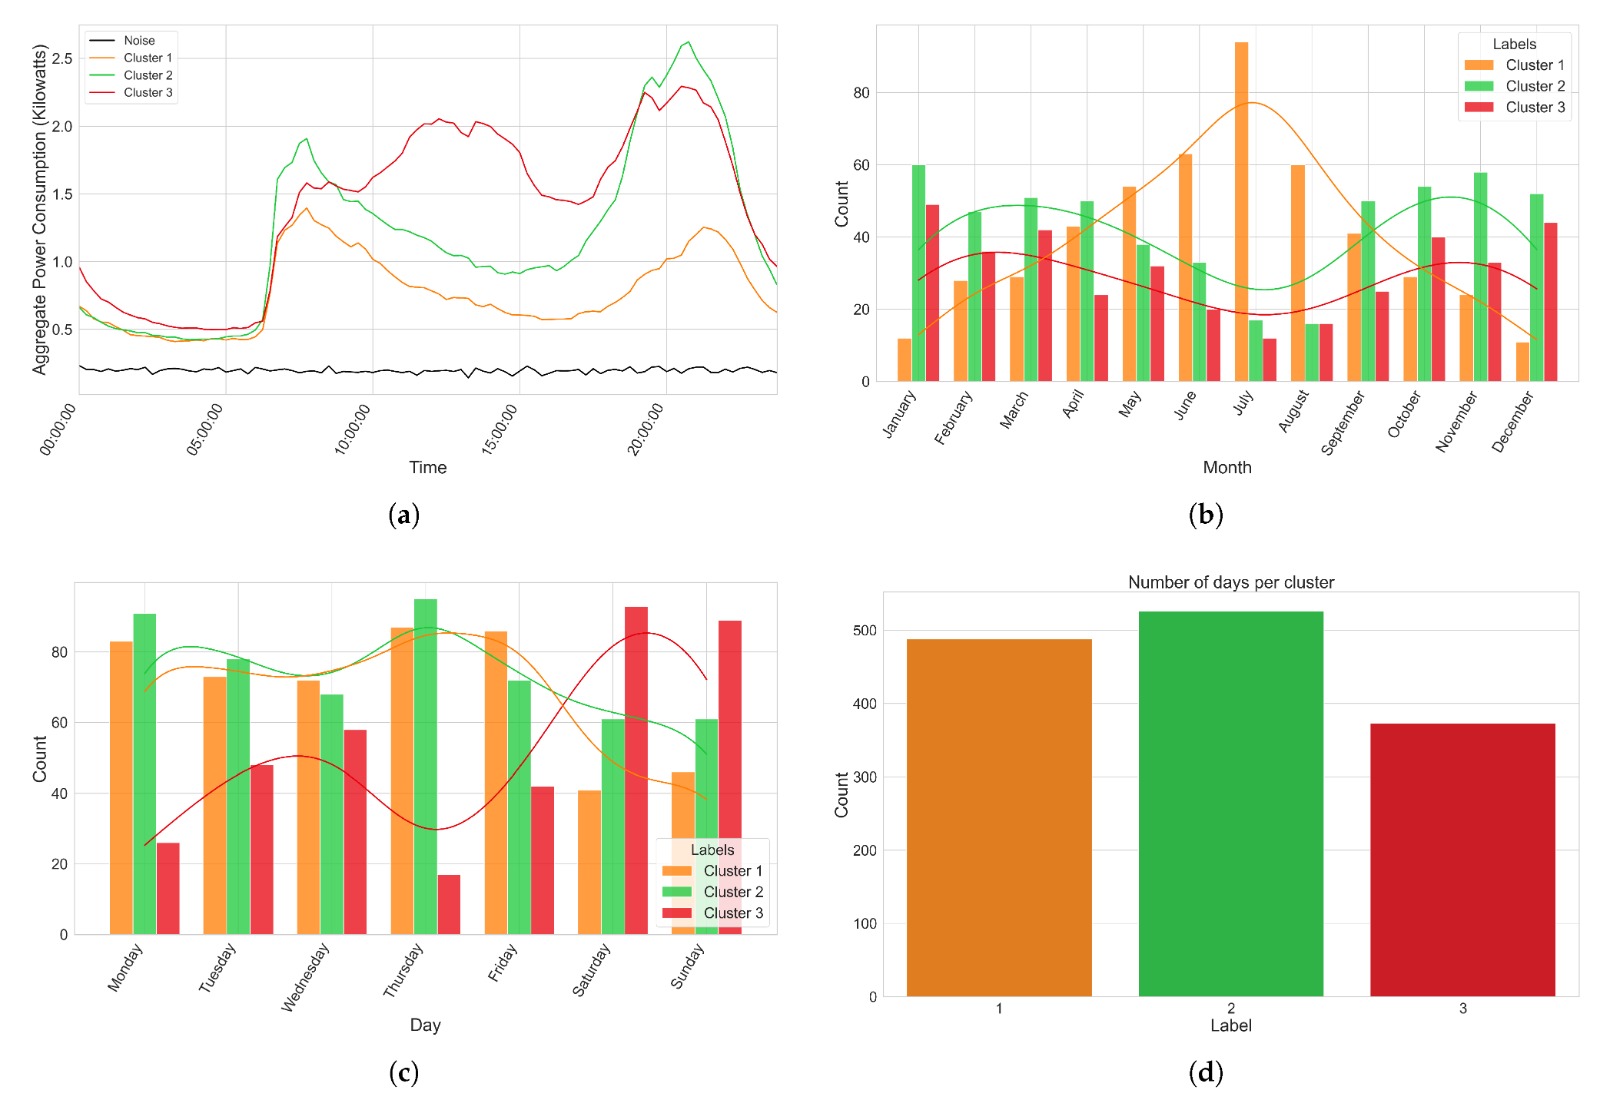 Noise
Cluster 1
Cluster 2
Cluster 3
Aggregate Power Consumption (Kilowatts)
2.5
2.0
1.5
1.0
0.5
00:00:00
05:00:00
10:00:00
15:00:00
20:00:00
Time
(a)
Labels
Cluster 1
Cluster 2
Cluster 3
Count
80
60
40
20
0
January
February
March
April
May
June
July
August
September
October
November
December
Month
(b)
Count
80
60
40
20
0
Labels
Cluster 1
Cluster 2
Cluster 3
Monday
Tuesday
Wednesday
Thursday
Friday
Saturday
Sunday
Day
(c)
Number of days per cluster
Count
500
400
300
200
100
0
1
2
3
Label
(d)